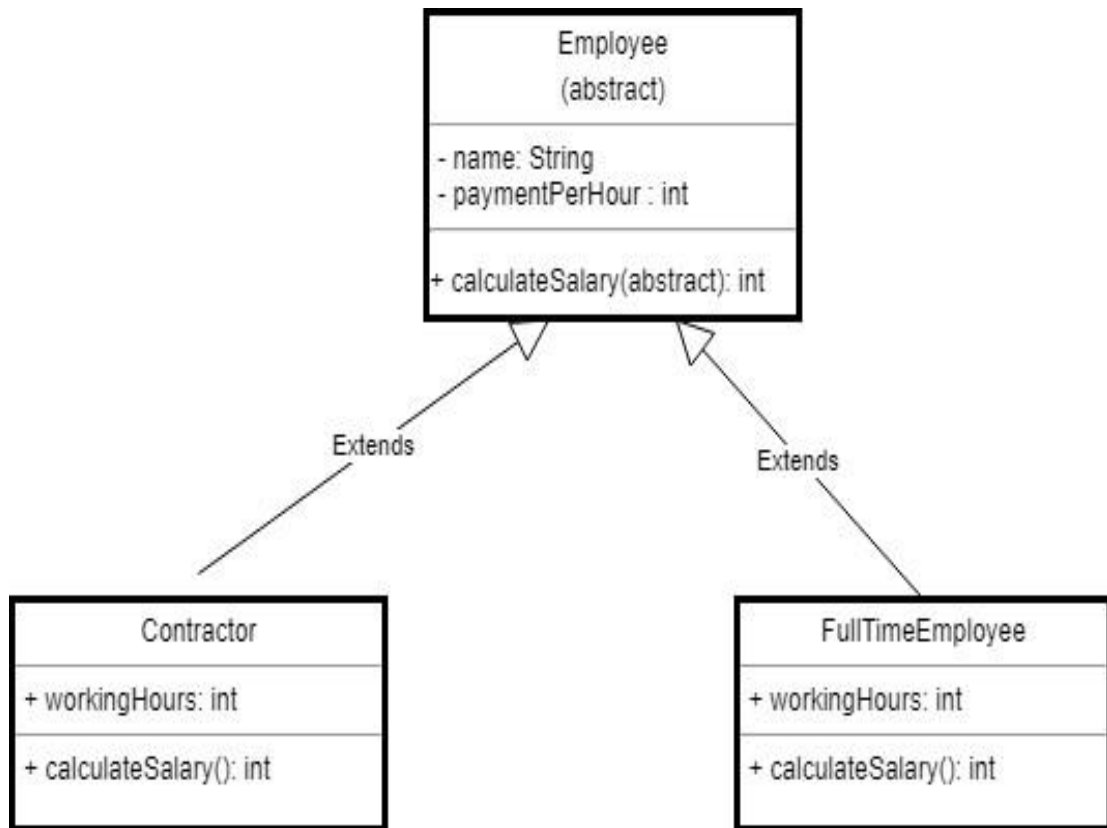 Employee
(abstract)
- name: String
- paymentPerHour : int
+ calculateSalary(abstract): int
Extends
Extends
Contractor
+ workingHours: int
+ calculateSalary(): int
FullTimeEmployee
+ workingHours: int
+ calculateSalary(): int